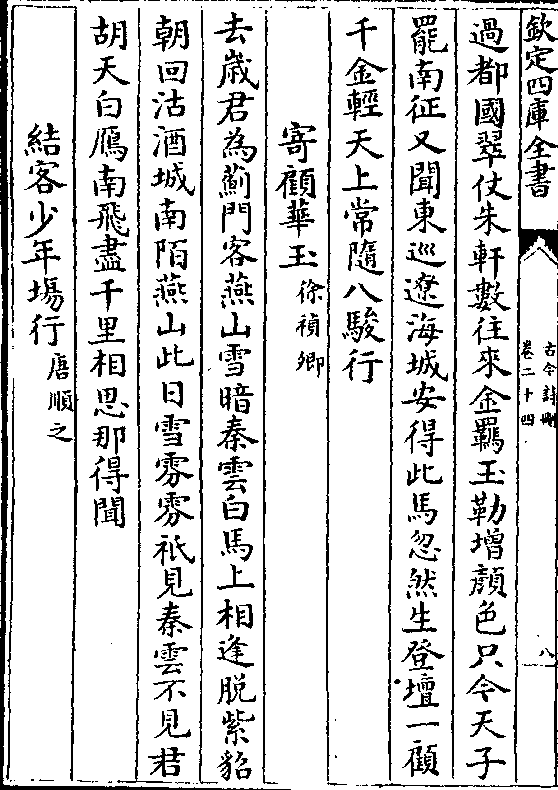 欽定四庫全書
古今詩刪
卷二十四
八
過都國翠仗朱軒數往來金羈玉勒增顏色只今天子
罷南征又聞東巡遼海城安得此馬忽然生登壇一顧
千金輕天上常隨八駿行
寄顧華玉 徐禎卿
去歲君為薊門客燕山雪暗秦雲白馬上相逢脫紫貂
朝回沽酒城南陌燕山此日雪雰雰祇見秦雲不見君
胡天白鴈南飛盡千里相思那得聞
結客少年塲行 唐順之